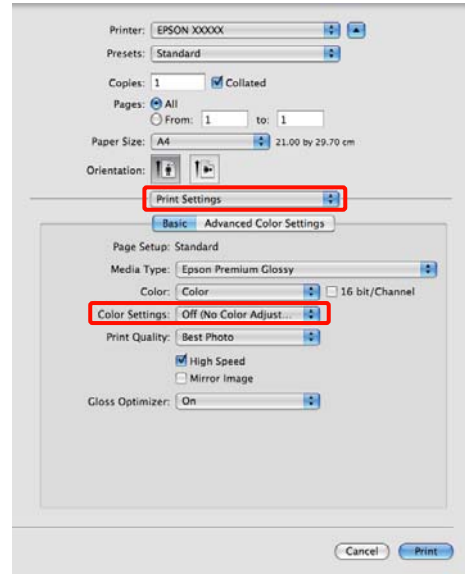 Printer: EPSON XXXXX
Presets: Standard
Copies: 1 Collated
Pages: All
From: 1 to: 1
Paper Size: A4 21.00 by 29.70 cm
Orientation:
Print Settings
Basic Advanced Color Settings
Page Setup: Standard
Media Type: Epson Premium Glossy
Color: Color 16 bit/Channel
Color Settings: Off (No Color Adjust...
Print Quality: Best Photo
High Speed
Mirror Image
Gloss Optimizer: On
Cancel Print